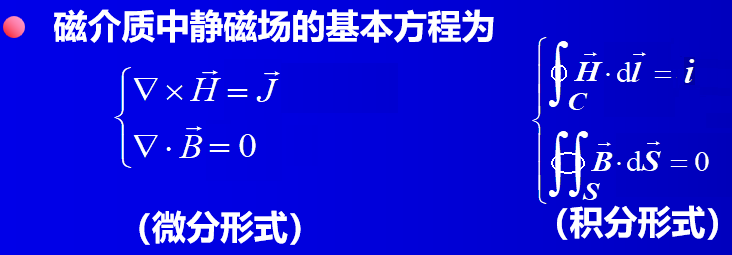 磁介质中静磁场的基本方程为
∇ × H⃗ = J⃗
∇ · B⃗ = 0
(微分形式)
∮_C H⃗ · dl⃗ = i
∯_S B⃗ · dS⃗ = 0
(积分形式)